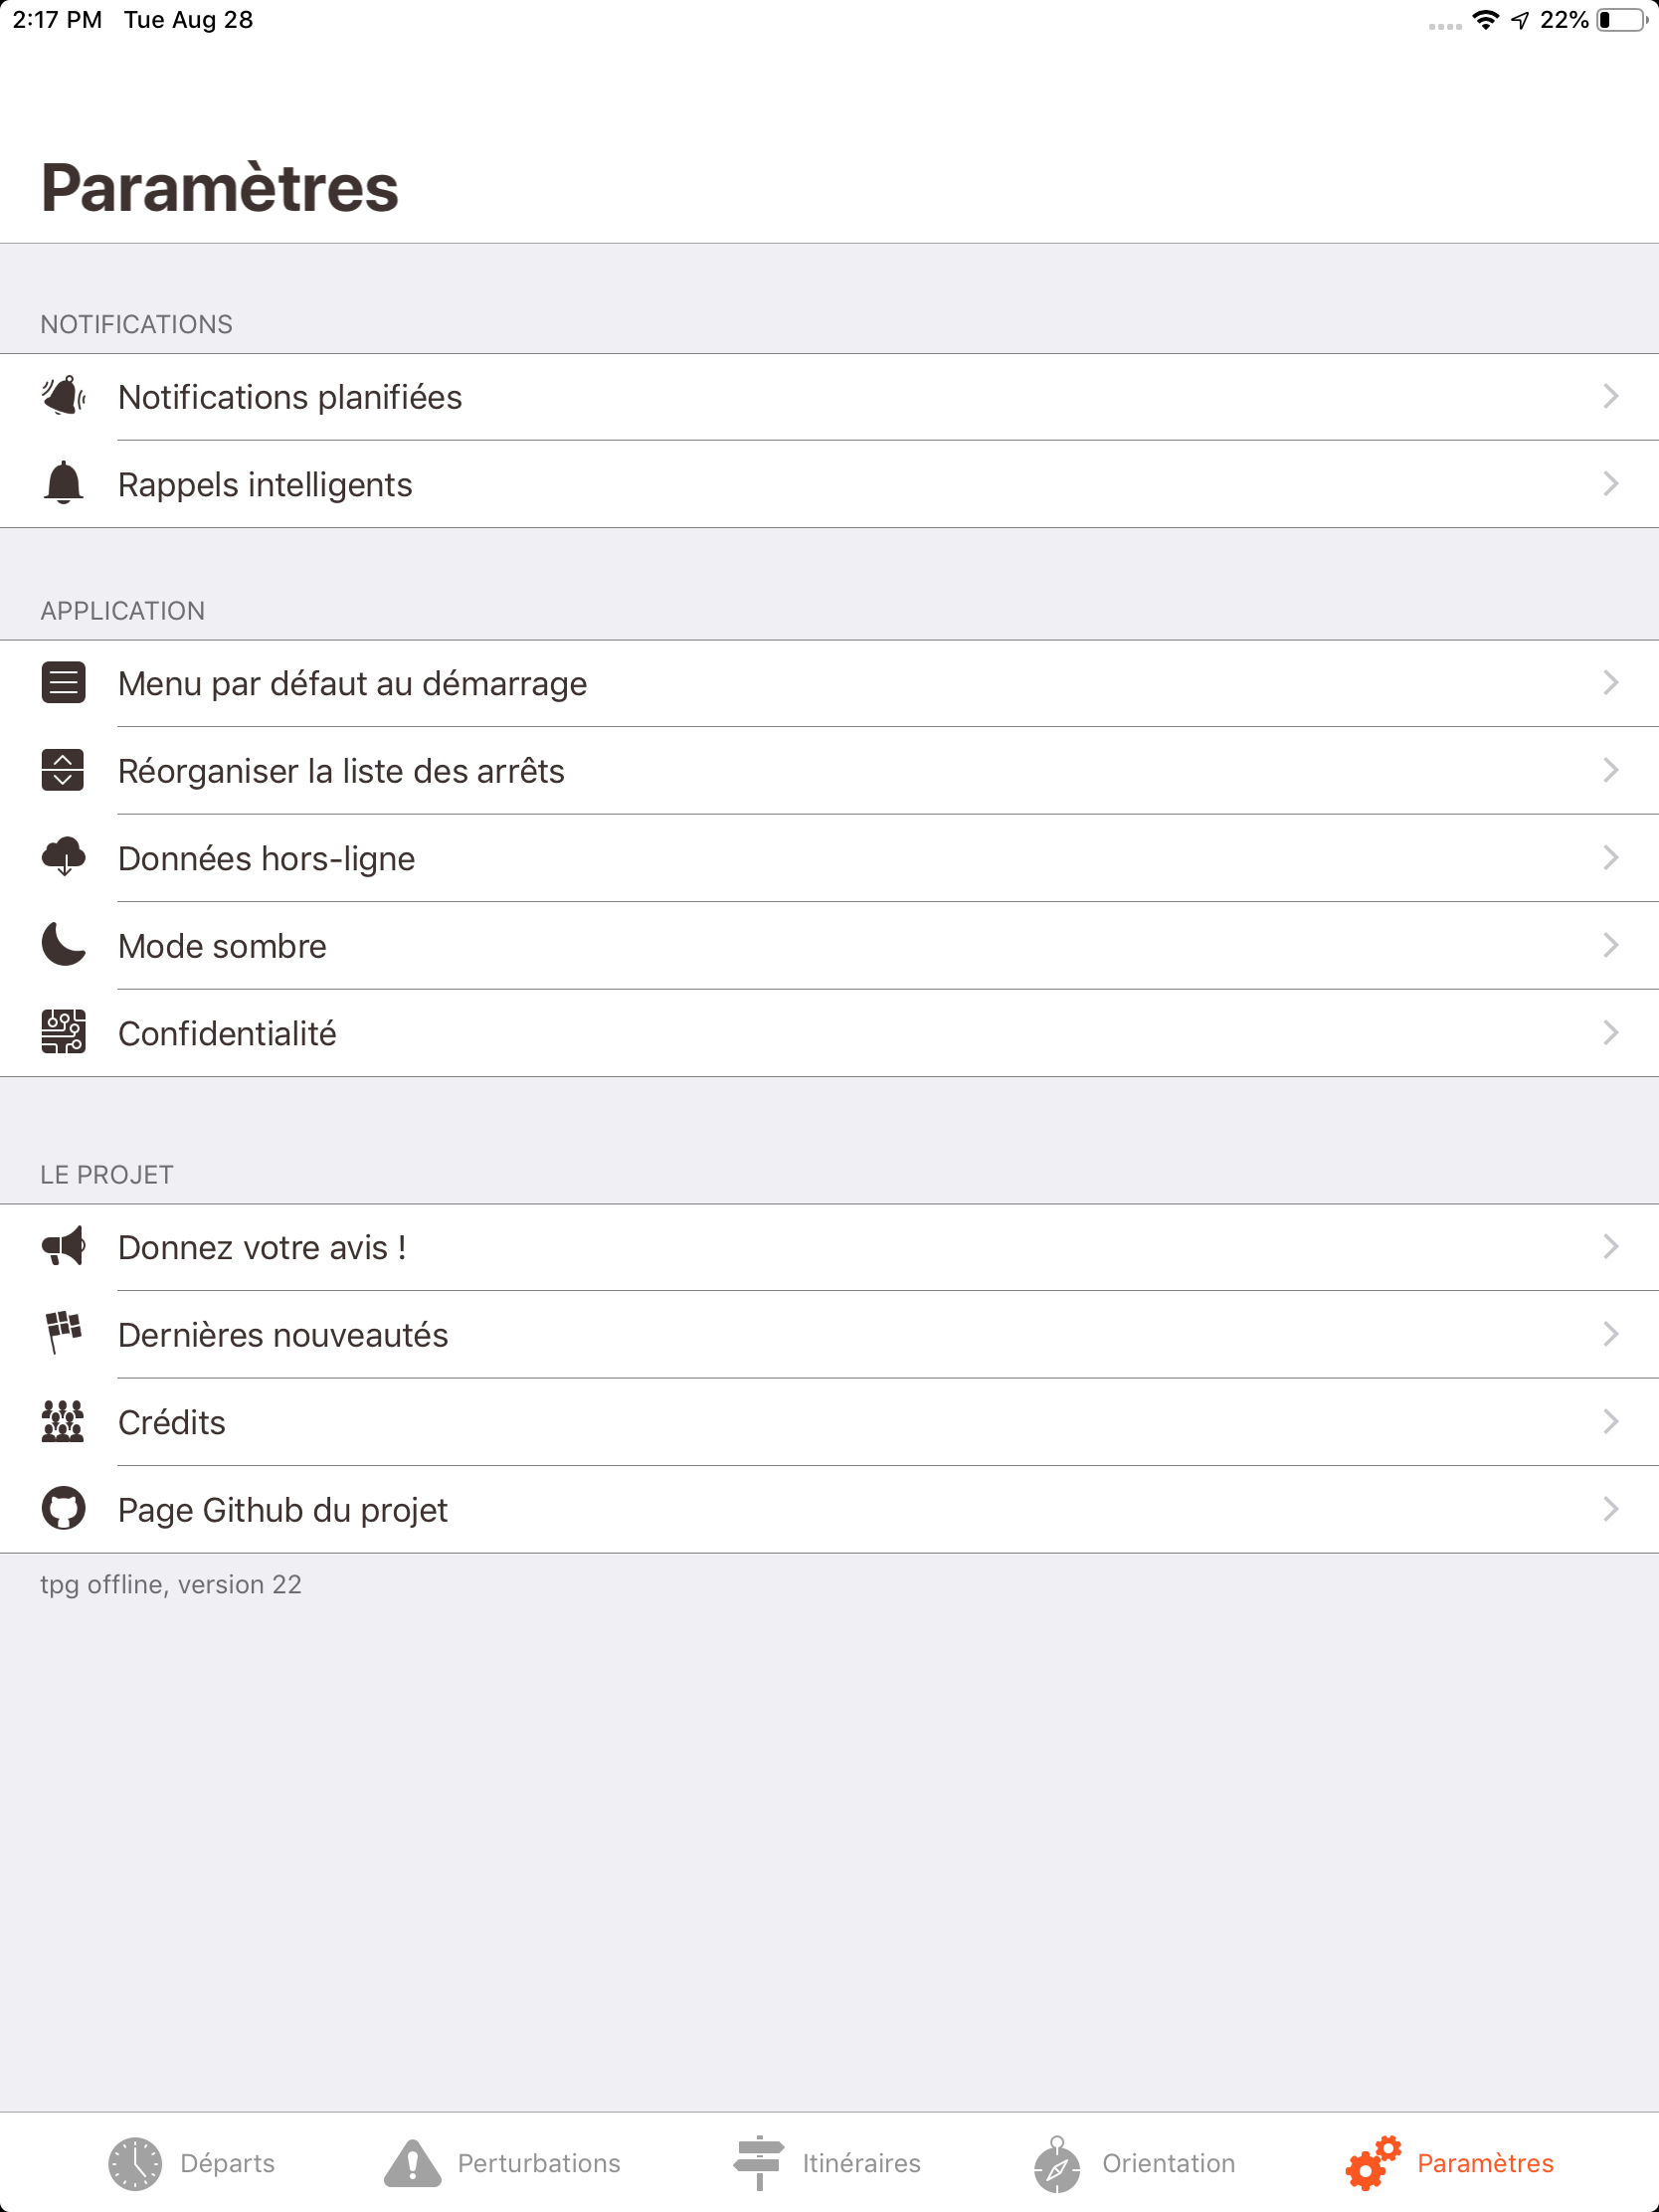 2:17 PM Tue Aug 28 22%
Paramètres
NOTIFICATIONS
Notifications planifiées
Rappels intelligents
APPLICATION
Menu par défaut au démarrage
Réorganiser la liste des arrêts
Données hors-ligne
Mode sombre
Confidentialité
LE PROJET
Donnez votre avis !
Dernières nouveautés
Crédits
Page Github du projet
tpg offline, version 22
Départs Perturbations Itinéraires Orientation Paramètres